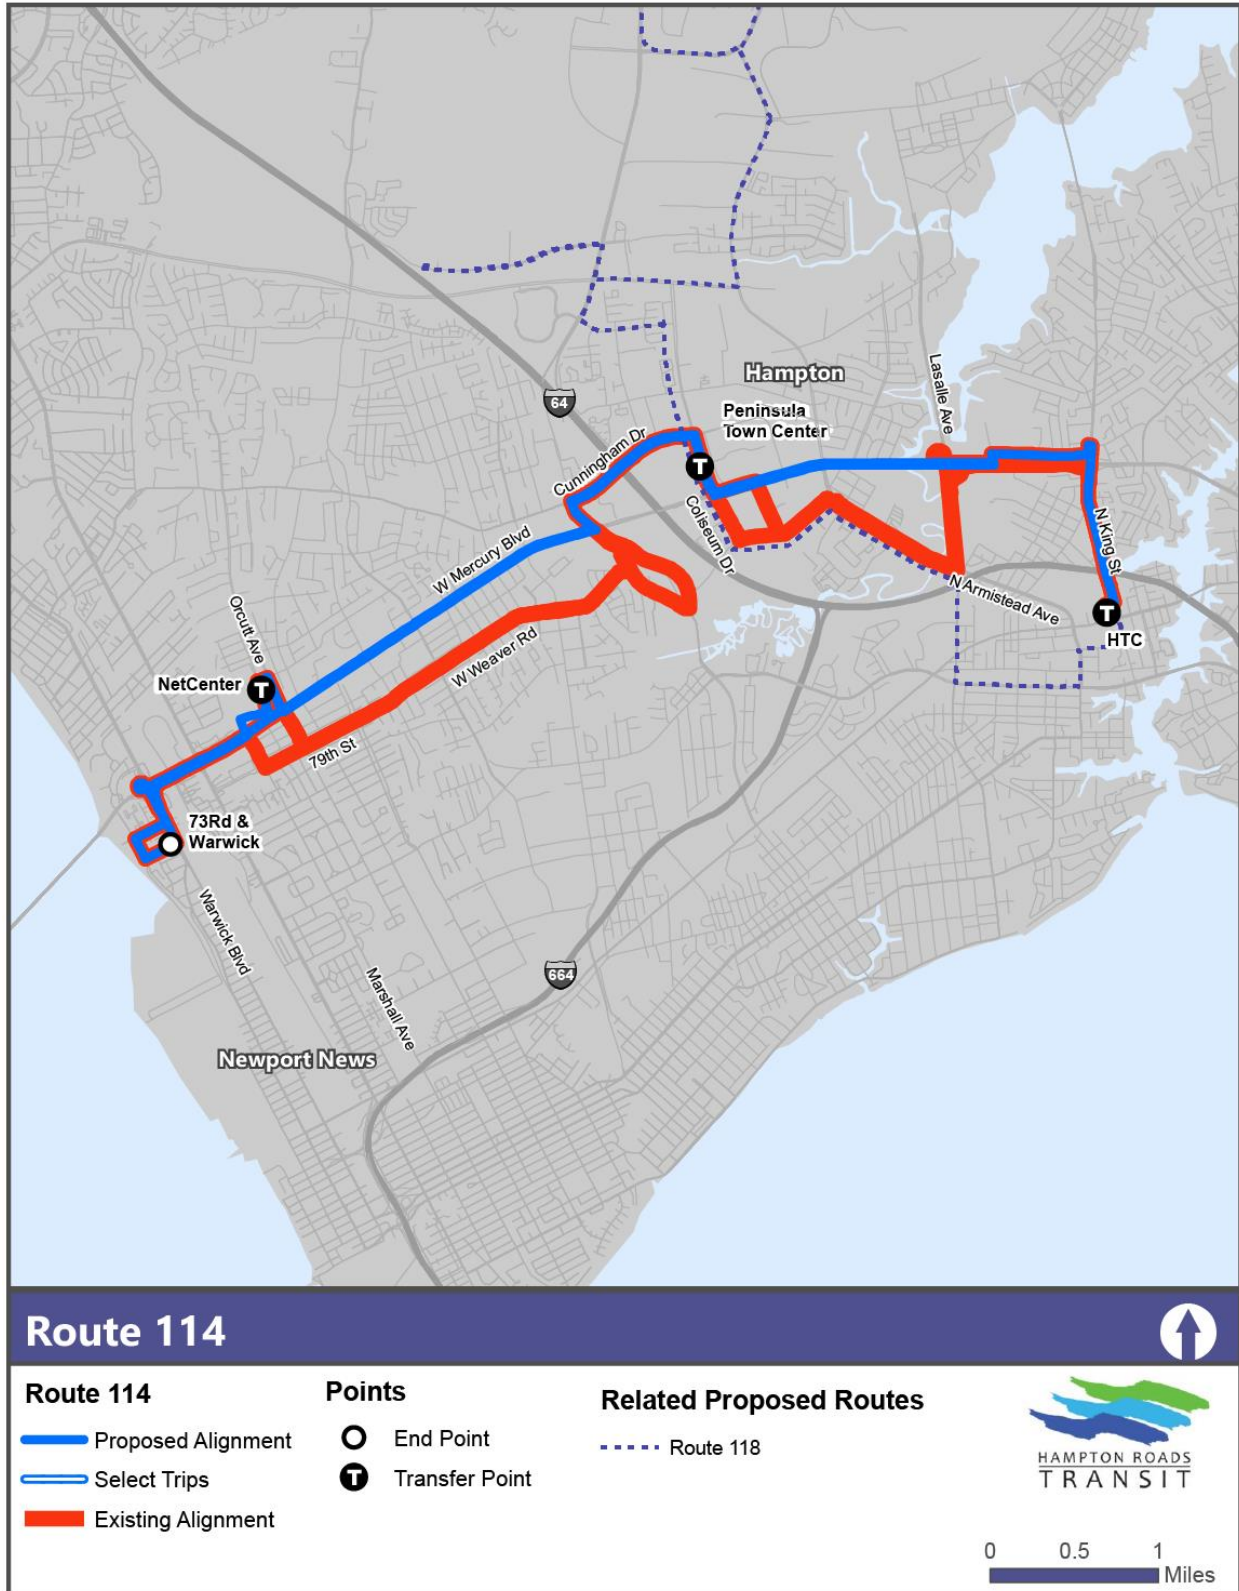 Hampton
Lasalle Ave
64
Peninsula
Town Center
Cunningham Dr
Coliseum Dr
N King St
W Mercury Blvd
N Armistead Ave
HTC
Orcutt Ave
W Weaver Rd
NetCenter
79th St
73Rd &
Warwick
Warwick Blvd
664
Marshall Ave
Newport News
Route 114
Route 114
Proposed Alignment
Select Trips
Existing Alignment
Points
End Point
T Transfer Point
Related Proposed Routes
Route 118
HAMPTON ROADS
TRANSIT
0 0.5 1
Miles
T
T
T